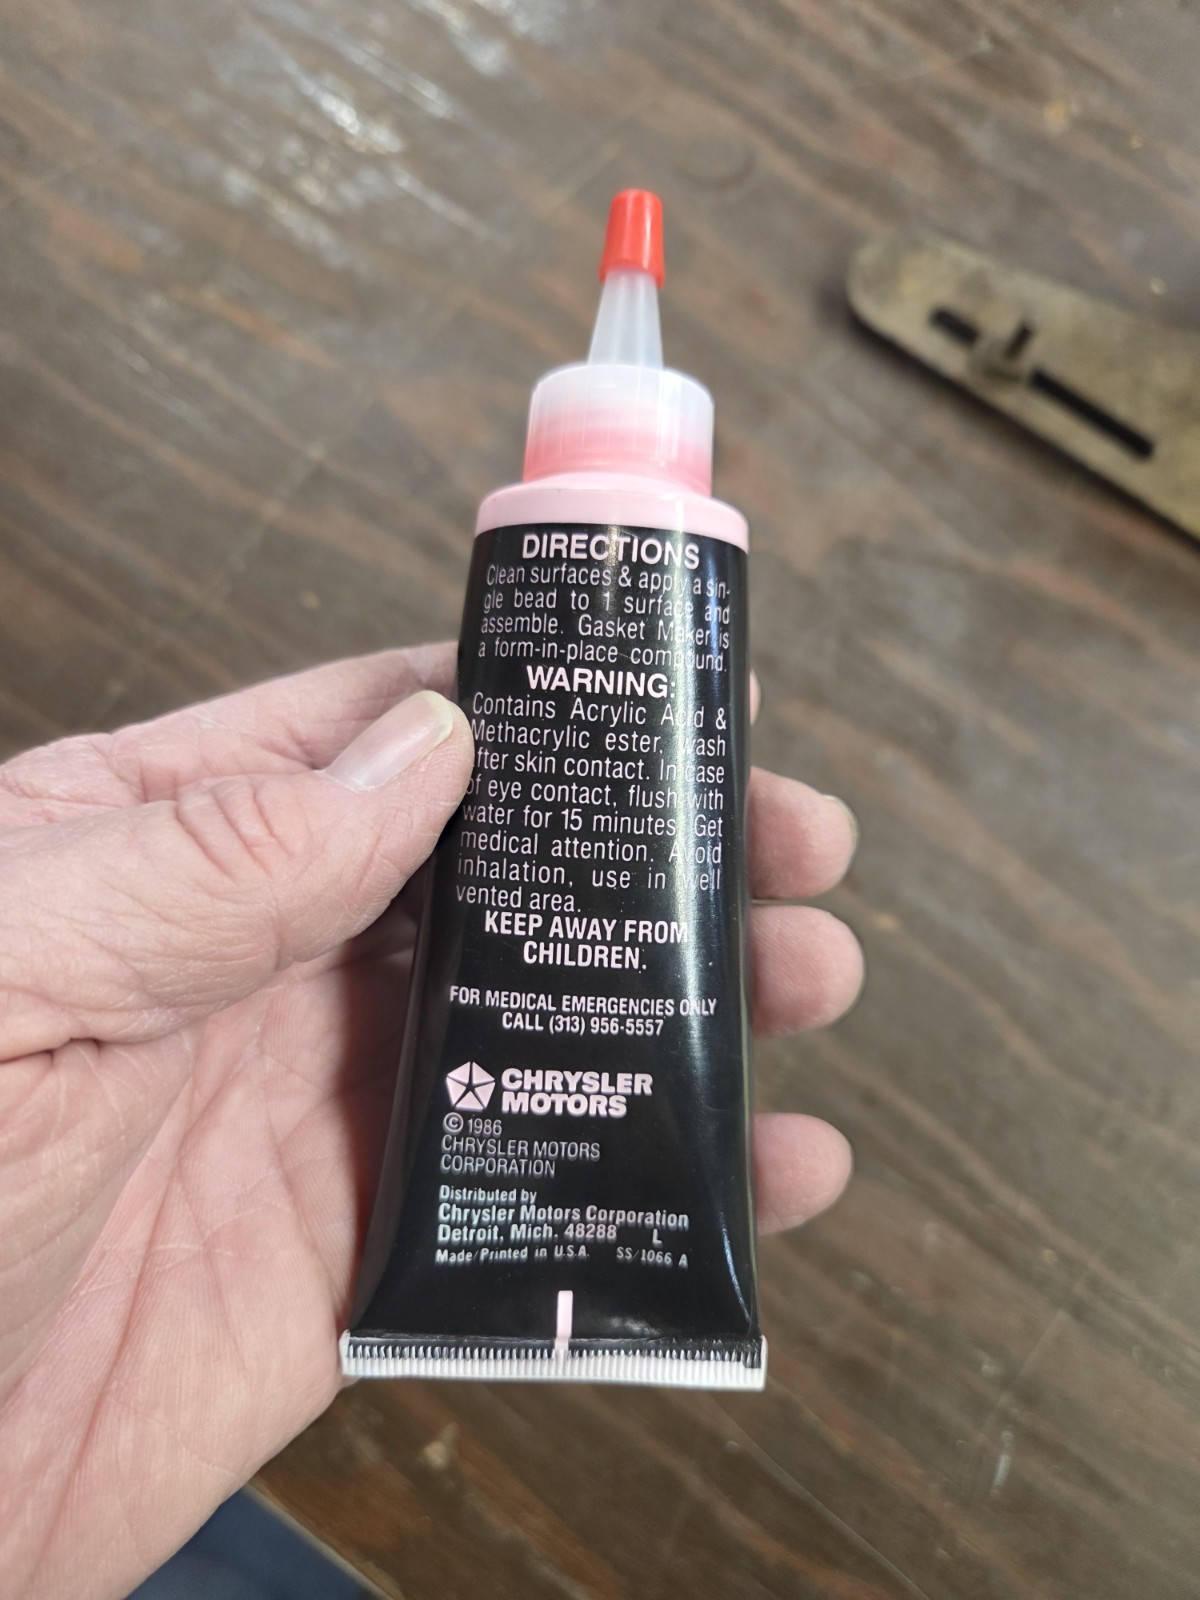 DIRECTIONS
Clean surfaces & apply a sin-
gle bead to 1 surface and
assemble. Gasket Maker is
a form-in-place compound.
WARNING:
Contains Acrylic Acid &
Methacrylic ester, wash
after skin contact. In case
of eye contact, flush with
water for 15 minutes. Get
medical attention. Avoid
inhalation, use in well
vented area.
KEEP AWAY FROM
CHILDREN.
FOR MEDICAL EMERGENCIES ONLY
CALL (313) 956-5557
CHRYSLER
MOTORS
© 1986
CHRYSLER MOTORS
CORPORATION
Distributed by
Chrysler Motors Corporation
Detroit, Mich. 48288 L
Made/Printed in U.S.A. SS/1066 A